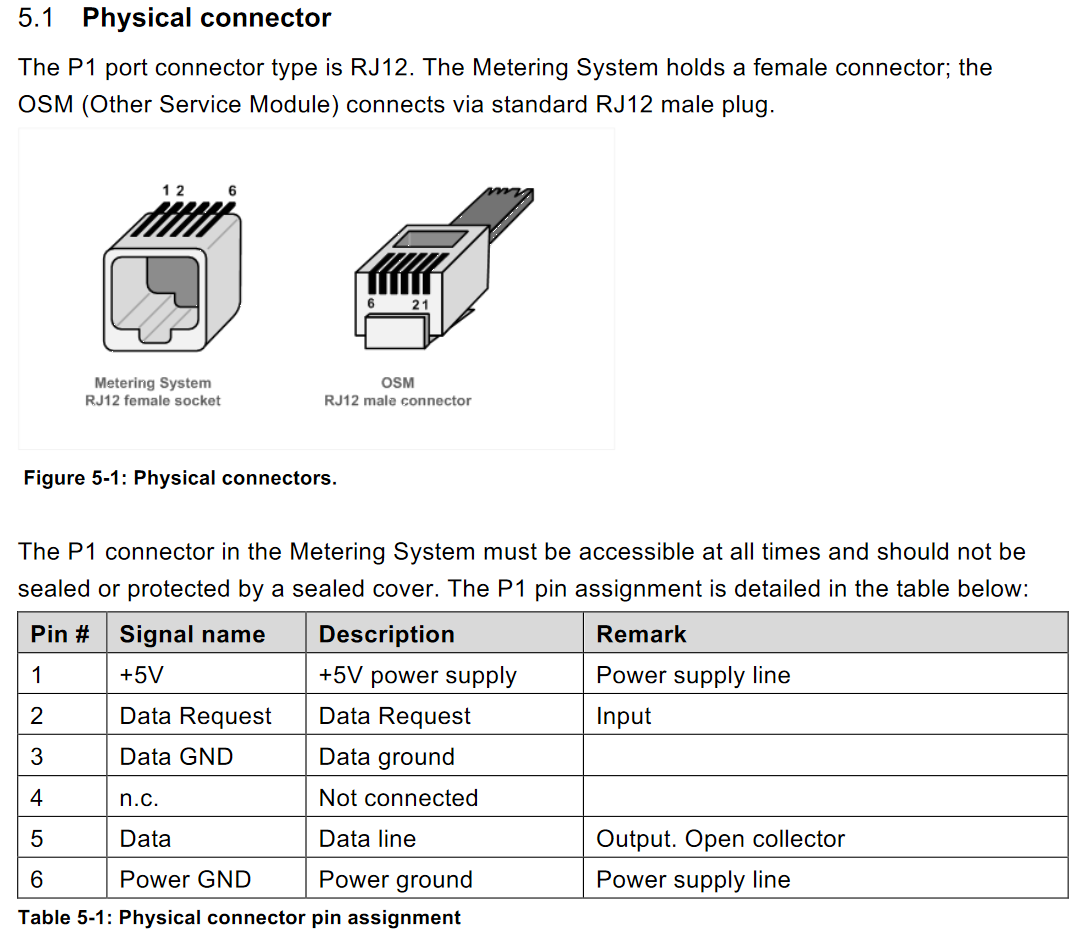 5.1 Physical connector
The P1 port connector type is RJ12. The Metering System holds a female connector; the
OSM (Other Service Module) connects via standard RJ12 male plug.
1 2 6
6 2 1
Metering System
RJ12 female socket
OSM
RJ12 male connector
Figure 5-1: Physical connectors.
The P1 connector in the Metering System must be accessible at all times and should not be
sealed or protected by a sealed cover. The P1 pin assignment is detailed in the table below:
Pin # Signal name Description Remark
1 +5V +5V power supply Power supply line
2 Data Request Data Request Input
3 Data GND Data ground
4 n.c. Not connected
5 Data Data line Output. Open collector
6 Power GND Power ground Power supply line
Table 5-1: Physical connector pin assignment